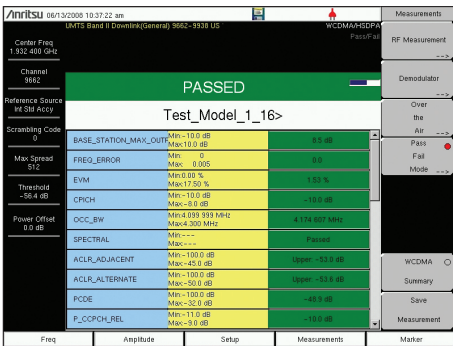 Anritsu 06/13/2008 10:37:22 am
UMTS Band II Downlink(General) 9662-9938 US
WCDMA/HSDPA
Pass/Fail
Center Freq
1.932 400 GHz
Channel
9662
Reference Source
Int Std Accy
Scrambling Code
0
Max Spread
512
Threshold
-56.4 dB
Power Offset
0.0 dB
PASSED
Test_Model_1_16>
BASE_STATION_MAX_OUTP Min:-10.0 dB Max:10.0 dB 8.5 dB
FREQ_ERROR Min: 0 Max: 0.005 0.0
EVM Min:0.00 % Max:17.50 % 1.53 %
CPICH Min:-10.0 dB Max:-8.0 dB -10.0 dB
OCC_BW Min:4.099 999 MHz Max:4.300 MHz 4.174 667 MHz
SPECTRAL Min:--- Max:--- Passed
ACLR_ADJACENT Min:-100.0 dB Max:-45.0 dB Upper: -53.0 dB
ACLR_ALTERNATE Min:-100.0 dB Max:-50.0 dB Upper: -53.6 dB
PCDE Min:-100.0 dB Max:-32.0 dB -48.9 dB
P_CCPCH_REL Min:-11.0 dB Max:-9.0 dB -10.0 dB
Measurements
RF Measurement
-->
Demodulator
-->
Over
the
Air -->
Pass
Fail
Mode -->
WCDMA
Summary
Save
Measurement
Freq Amplitude Setup Measurements Marker